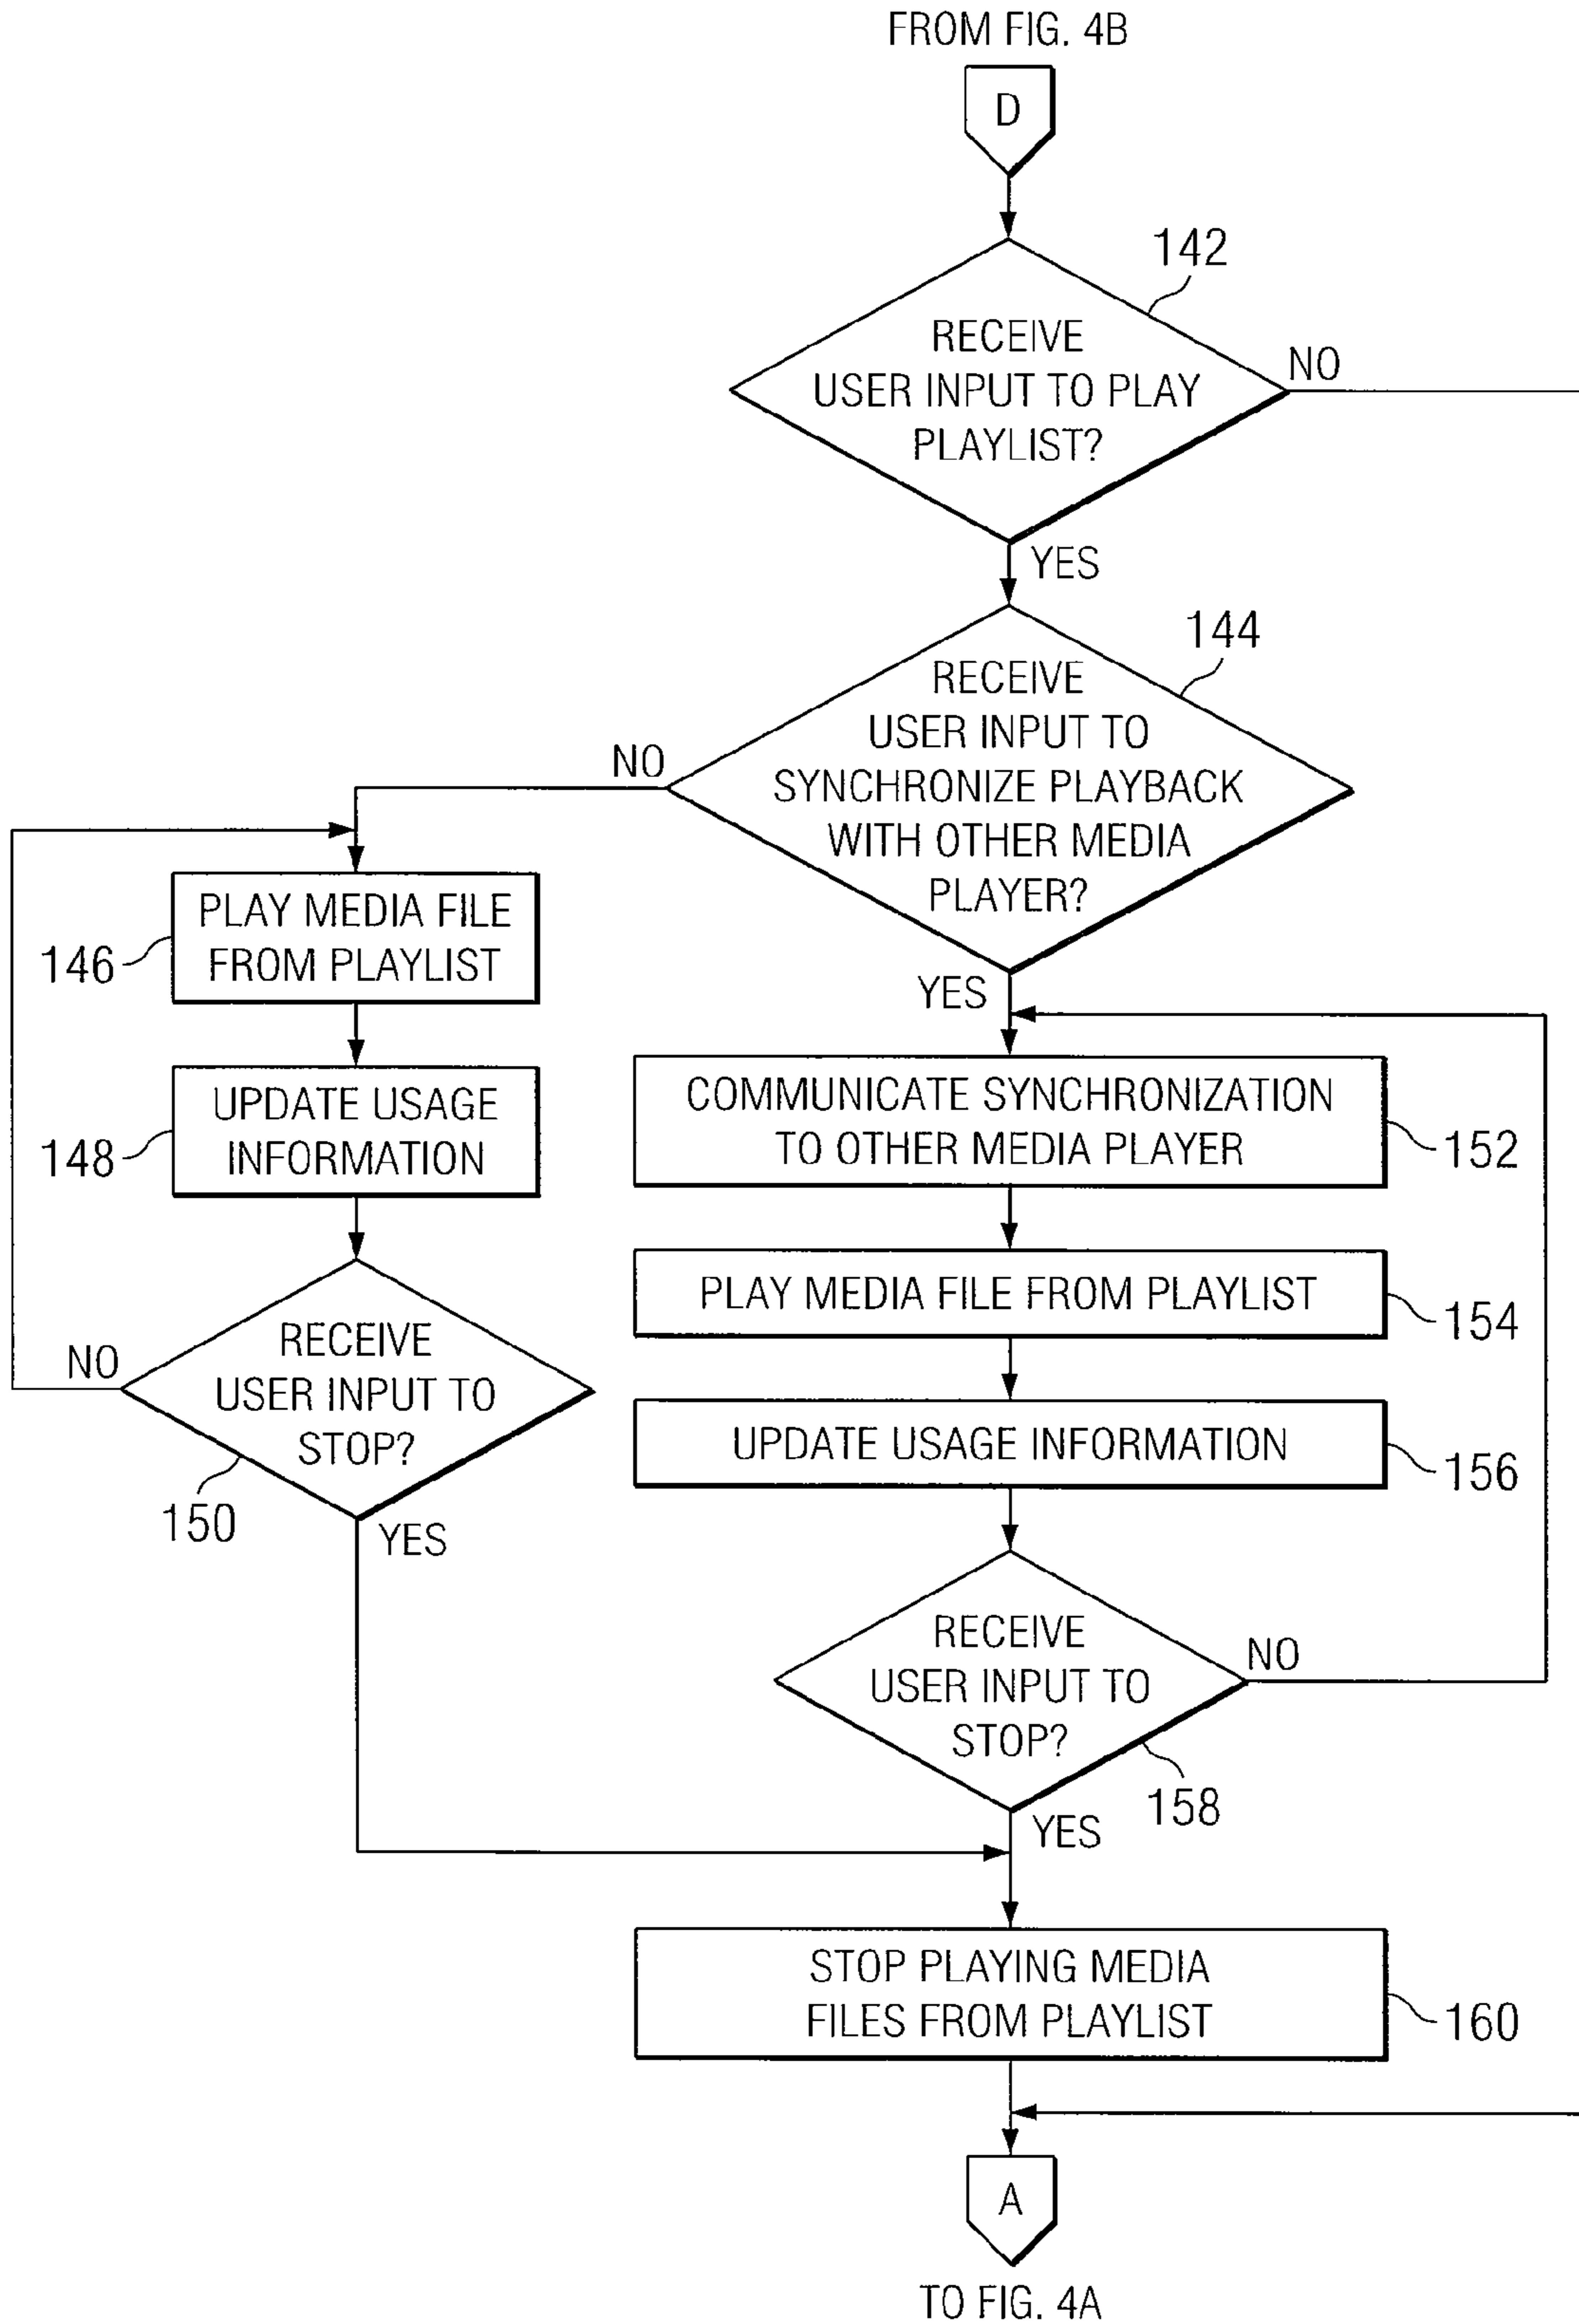 FROM FIG. 4B
D
142
RECEIVE
USER INPUT TO PLAY
PLAYLIST?
NO
YES
144
RECEIVE
USER INPUT TO
SYNCHRONIZE PLAYBACK
WITH OTHER MEDIA
PLAYER?
NO
YES
PLAY MEDIA FILE
FROM PLAYLIST
146
UPDATE USAGE
INFORMATION
148
RECEIVE
USER INPUT TO
STOP?
NO
150
YES
COMMUNICATE SYNCHRONIZATION
TO OTHER MEDIA PLAYER
152
PLAY MEDIA FILE FROM PLAYLIST
154
UPDATE USAGE INFORMATION
156
RECEIVE
USER INPUT TO
STOP?
NO
158
YES
STOP PLAYING MEDIA
FILES FROM PLAYLIST
160
A
TO FIG. 4A